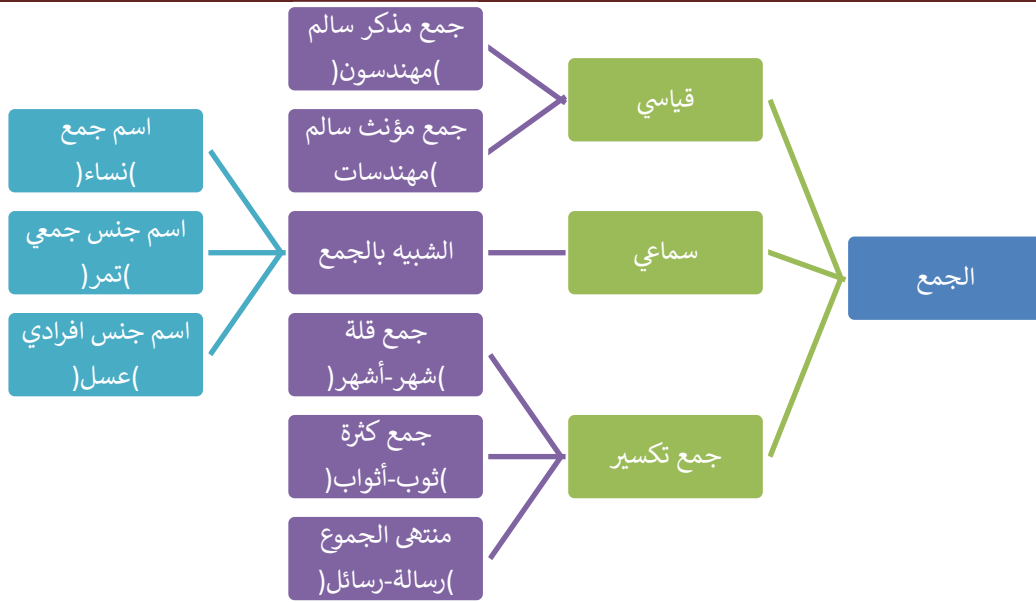 الجمع
قياسي
جمع مذكر سالم
(مهندسون)
جمع مؤنث سالم
(مهندسات
سماعي
الشبيه بالجمع
اسم جمع
(نساء)
اسم جنس جمعي
(تمر)
اسم جنس افرادي
(عسل)
جمع تكسير
جمع قلة
(شهر-أشهر)
جمع كثرة
(ثوب-أثواب)
منتهى الجموع
(رسالة-رسائل)